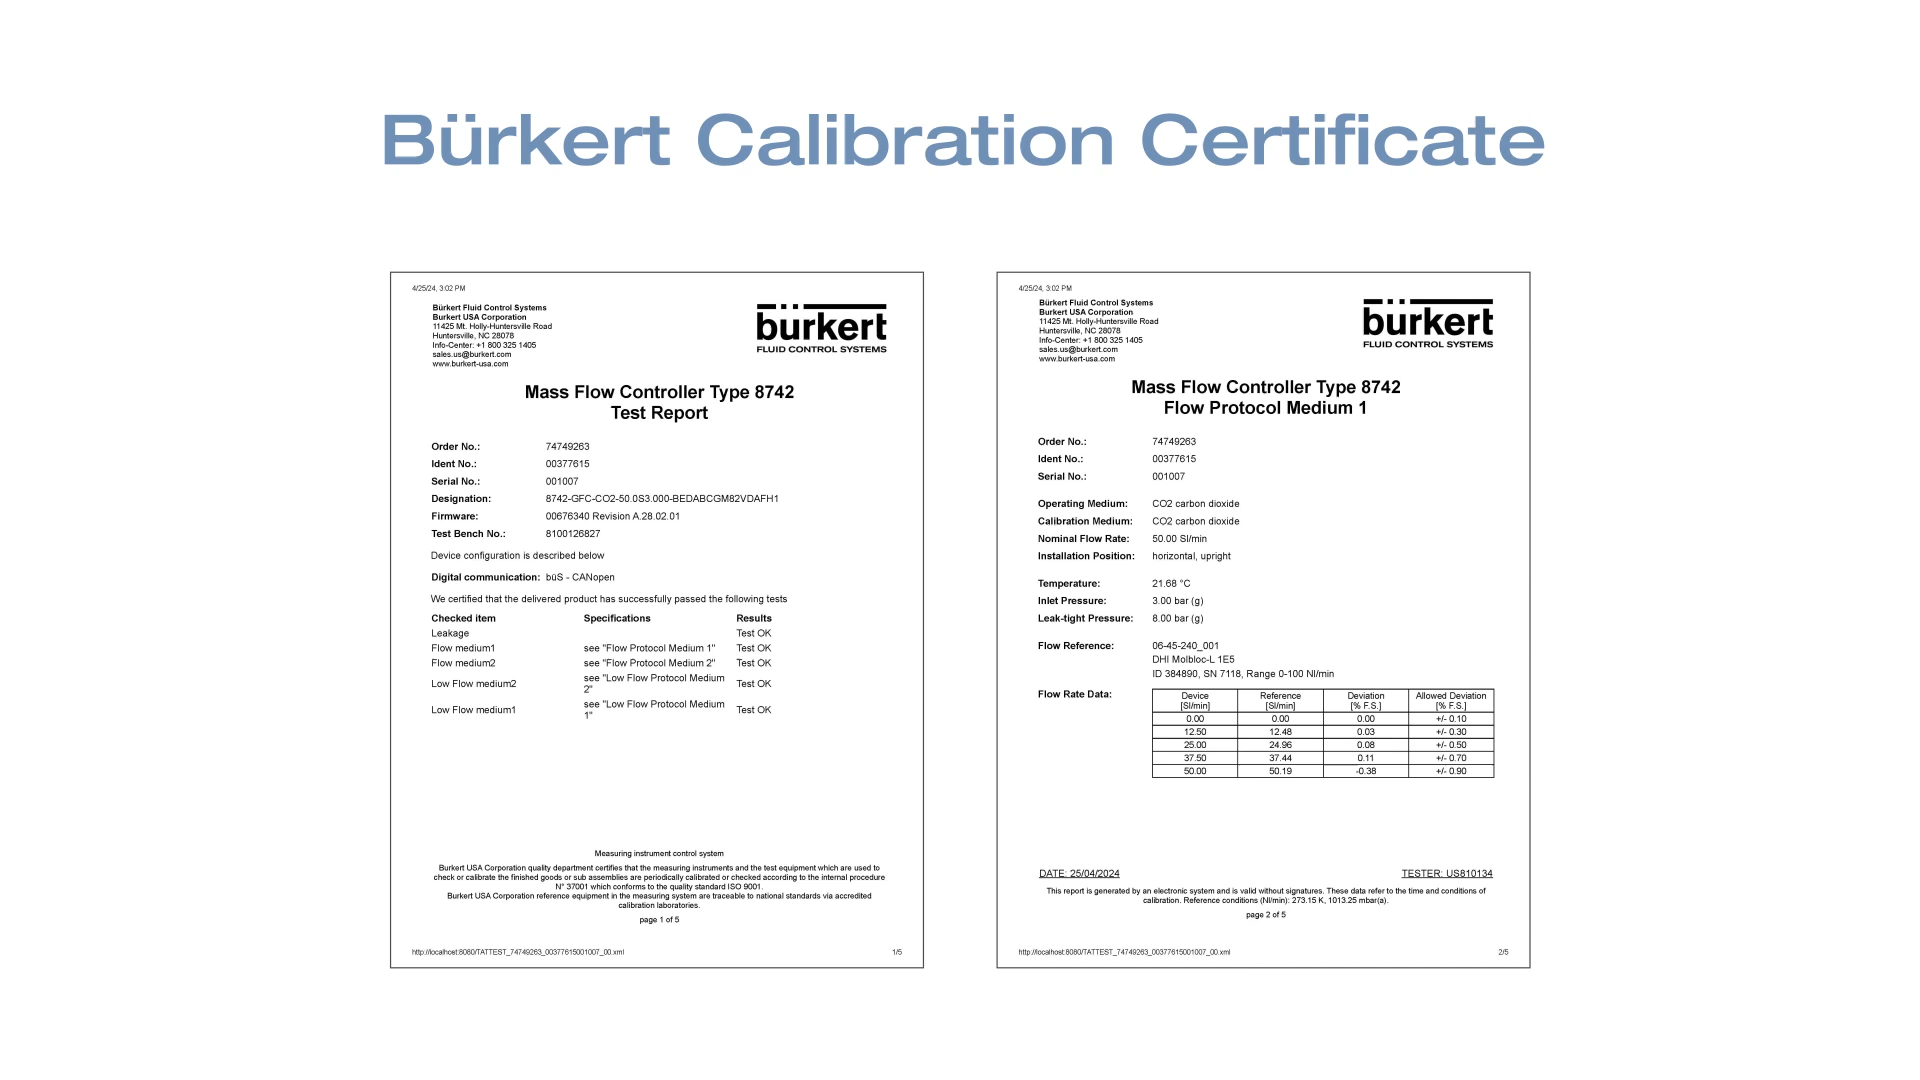 Bürkert Calibration Certificate
4/25/24, 3:02 PM
Bürkert Fluid Control Systems
Burkert USA Corporation
11425 Mt. Holly-Huntersville Road
Huntersville, NC 28078
Info-Center: +1 800 325 1405
sales.us@burkert.com
www.burkert-usa.com
burkert
FLUID CONTROL SYSTEMS
Mass Flow Controller Type 8742
Test Report
Order No.: 74749263
Ident No.: 00377615
Serial No.: 001007
Designation: 8742-GFC-CO2-50.0S3.000-BEDABCGM82VDAFH1
Firmware: 00676340 Revision A.28.02.01
Test Bench No.: 8100126827
Device configuration is described below
Digital communication: büS - CANopen
We certified that the delivered product has successfully passed the following tests
Checked item Specifications Results
Leakage Test OK
Flow medium1 see "Flow Protocol Medium 1" Test OK
Flow medium2 see "Flow Protocol Medium 2" Test OK
Low Flow medium2 see "Low Flow Protocol Medium 2" Test OK
Low Flow medium1 see "Low Flow Protocol Medium 1" Test OK
Measuring instrument control system
Burkert USA Corporation quality department certifies that the measuring instruments and the test equipment which are used to
check or calibrate the finished goods or sub assemblies are periodically calibrated or checked according to the internal procedure
N° 37001 which conforms to the quality standard ISO 9001.
Burkert USA Corporation reference equipment in the measuring system are traceable to national standards via accredited
calibration laboratories.
page 1 of 5
http://localhost:8080/TATTEST_74749263_00377615001007_00.xml 1/5
4/25/24, 3:02 PM
Bürkert Fluid Control Systems
Burkert USA Corporation
11425 Mt. Holly-Huntersville Road
Huntersville, NC 28078
Info-Center: +1 800 325 1405
sales.us@burkert.com
www.burkert-usa.com
burkert
FLUID CONTROL SYSTEMS
Mass Flow Controller Type 8742
Flow Protocol Medium 1
Order No.: 74749263
Ident No.: 00377615
Serial No.: 001007
Operating Medium: CO2 carbon dioxide
Calibration Medium: CO2 carbon dioxide
Nominal Flow Rate: 50.00 Sl/min
Installation Position: horizontal, upright
Temperature: 21.68 °C
Inlet Pressure: 3.00 bar (g)
Leak-tight Pressure: 8.00 bar (g)
Flow Reference: 06-45-240_001
DHI Molbloc-L 1E5
ID 384890, SN 7118, Range 0-100 Nl/min
Flow Rate Data:
Device Reference Deviation Allowed Deviation
[Sl/min] [Sl/min] [% F.S.] [% F.S.]
0.00 0.00 0.00 +/- 0.10
12.50 12.48 0.03 +/- 0.30
25.00 24.96 0.08 +/- 0.50
37.50 37.44 0.11 +/- 0.70
50.00 50.19 -0.38 +/- 0.90
DATE: 25/04/2024 TESTER: US810134
This report is generated by an electronic system and is valid without signatures. These data refer to the time and conditions of
calibration. Reference conditions (Nl/min): 273.15 K, 1013.25 mbar(a).
page 2 of 5
http://localhost:8080/TATTEST_74749263_00377615001007_00.xml 2/5